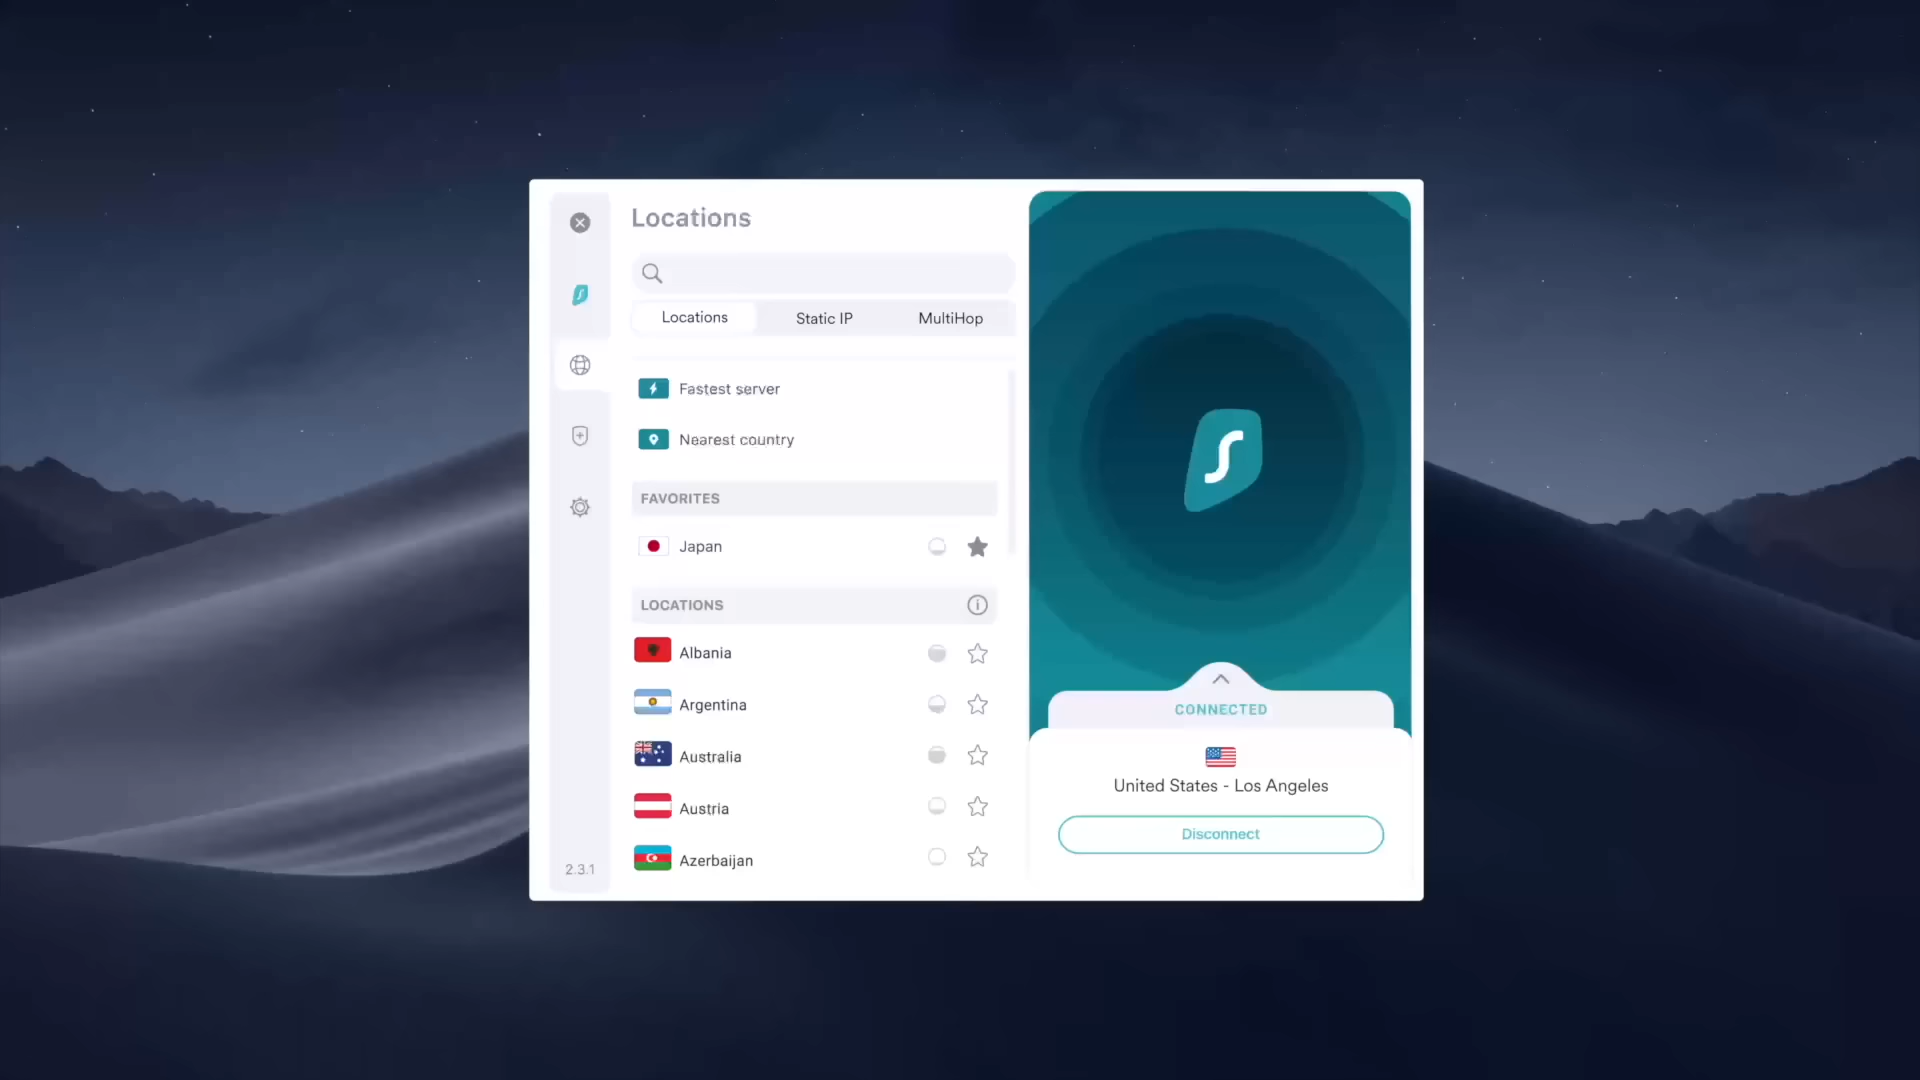 Locations
Locations
Static IP
MultiHop
Fastest server
Nearest country
FAVORITES
Japan
LOCATIONS
Albania
Argentina
Australia
Austria
Azerbaijan
2.3.1
CONNECTED
United States - Los Angeles
Disconnect